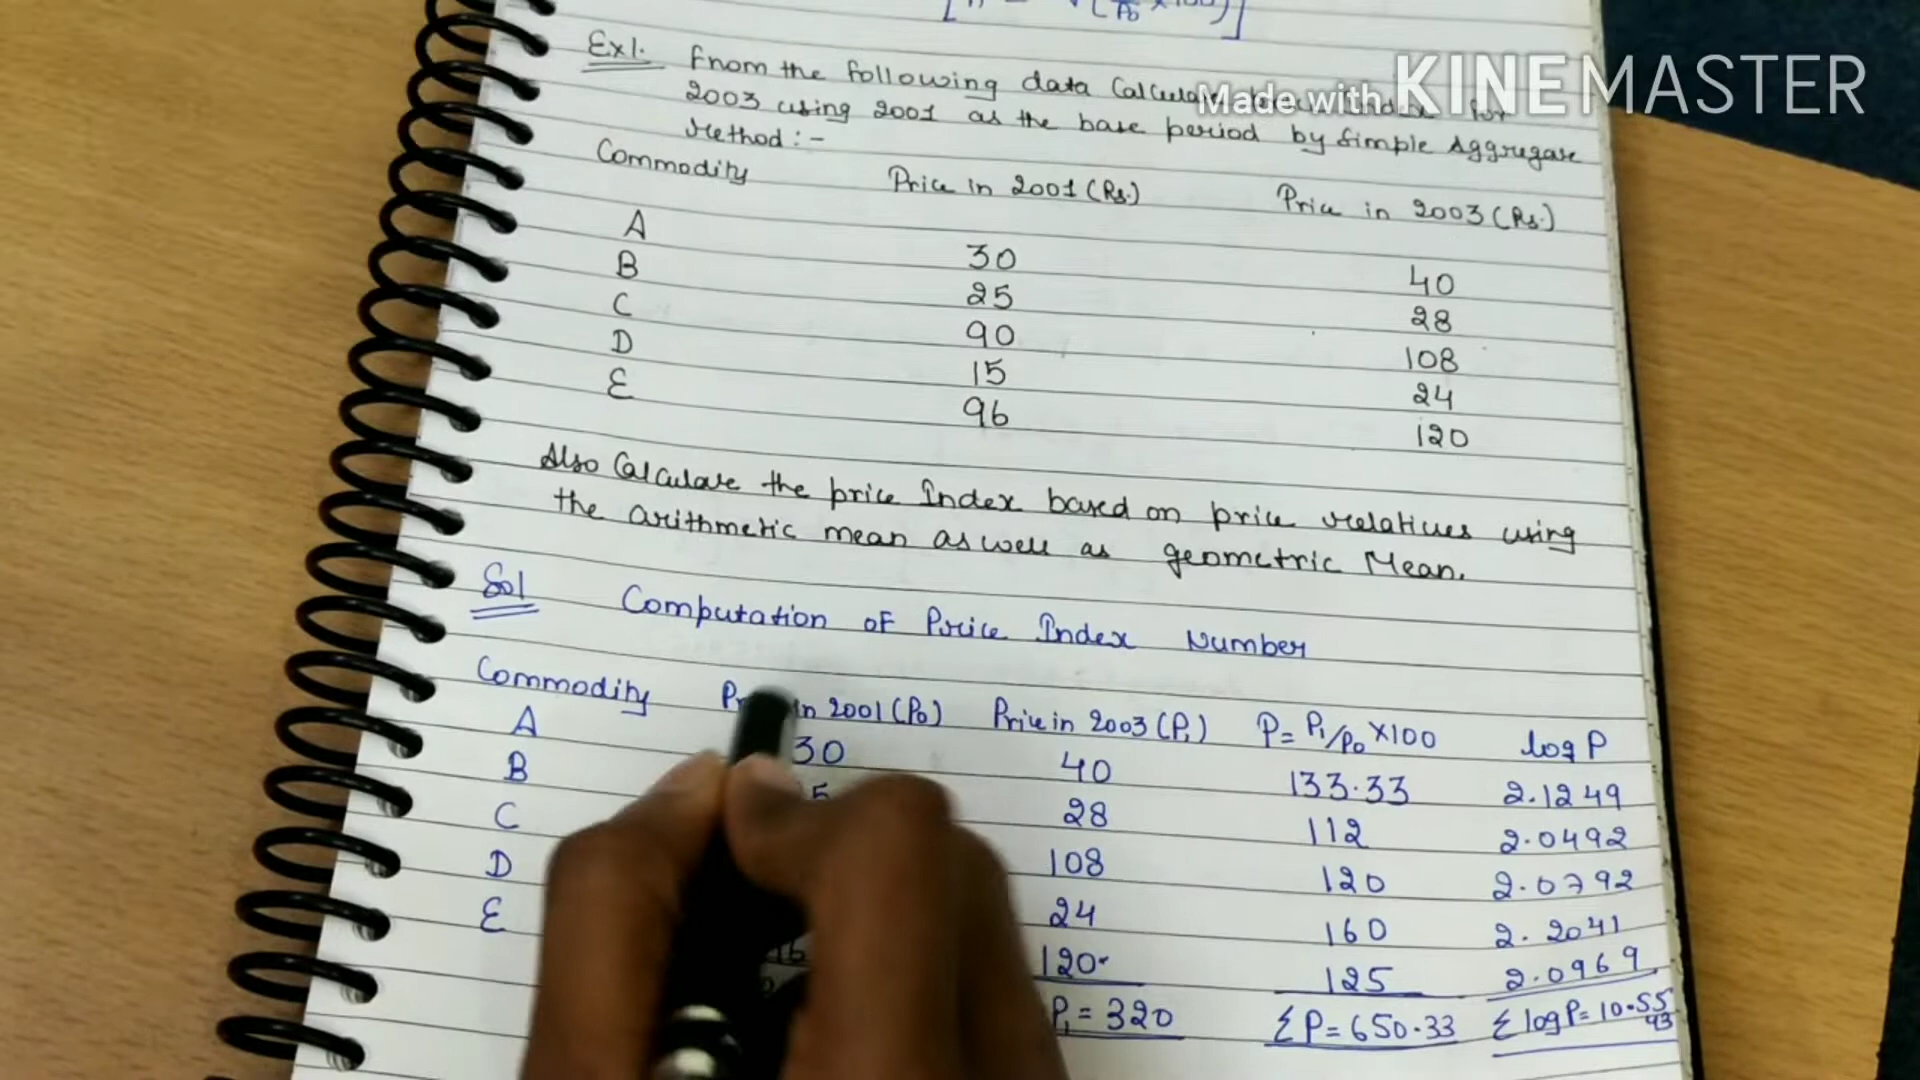 Ex1. From the following data Calculate
Made with KINEMASTER
2003 using 2001 as the base period by Simple Aggregate
Method :-
Commodity Price in 2001 (Rs.) Price in 2003 (Rs.)
A 30 40
B 25 28
C 90 108
D 15 24
E 96 120
Also Calculate the price Index based on price relatives using
the arithmetic mean as well as geometric Mean.
Sol Computation of Price Index Number
Commodity in 2001 (P0) Price in 2003 (P1) P= P1/P0 ×100 log P
A 30 40 133.33 2.1249
B 28 112 2.0492
C 108 120 2.0792
D 24 160 2.2041
E 120 125 2.0969
P1 = 320 ΣP = 650.33 Σ log P = 10.55
43